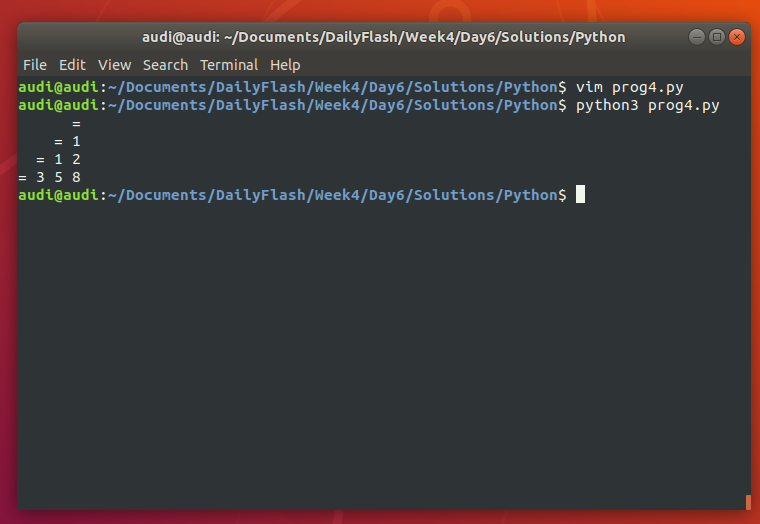 audi@audi: ~/Documents/DailyFlash/Week4/Day6/Solutions/Python
File Edit View Search Terminal Help
audi@audi:~/Documents/DailyFlash/Week4/Day6/Solutions/Python$ vim prog4.py
audi@audi:~/Documents/DailyFlash/Week4/Day6/Solutions/Python$ python3 prog4.py
      =
    = 1
  = 1 2
= 3 5 8
audi@audi:~/Documents/DailyFlash/Week4/Day6/Solutions/Python$